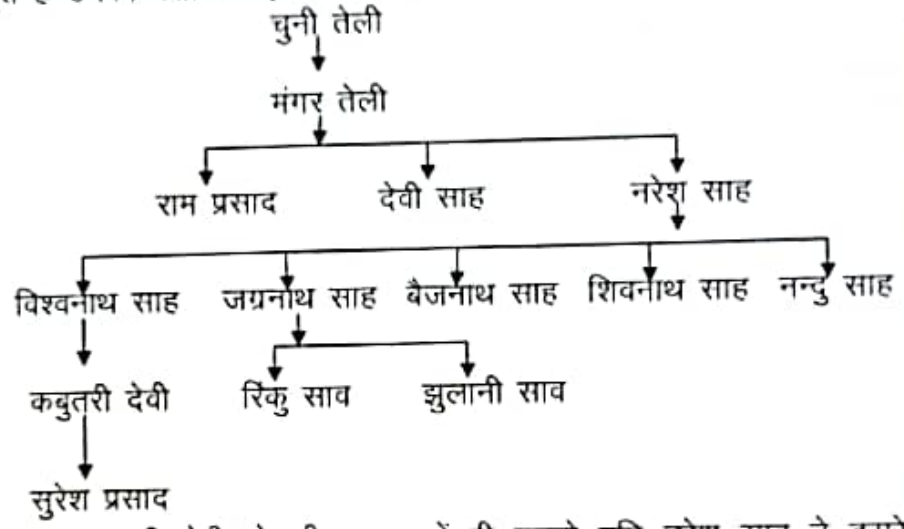 चुनी तेली
मंगर तेली
राम प्रसाद देवी साह नरेश साह
विश्वनाथ साह जग्रनाथ साह बैजनाथ साह शिवनाथ साह नन्दु साह
कबुतरी देवी रिंकु साव झुलानी साव
सुरेश प्रसाद